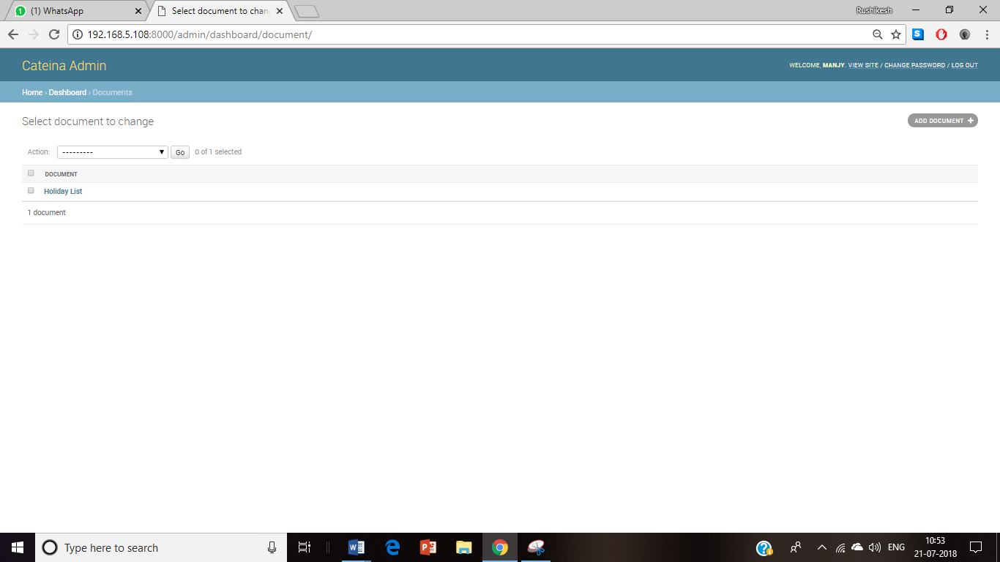 (1) WhatsApp
Select document to chan
Rushikesh
192.168.5.108:8000/admin/dashboard/document/
Cateina Admin
WELCOME, MANJY. VIEW SITE / CHANGE PASSWORD / LOG OUT
Home › Dashboard › Documents
Select document to change
ADD DOCUMENT +
Action: --------- Go 0 of 1 selected
DOCUMENT
Holiday List
1 document
Type here to search
ENG
10:53
21-07-2018